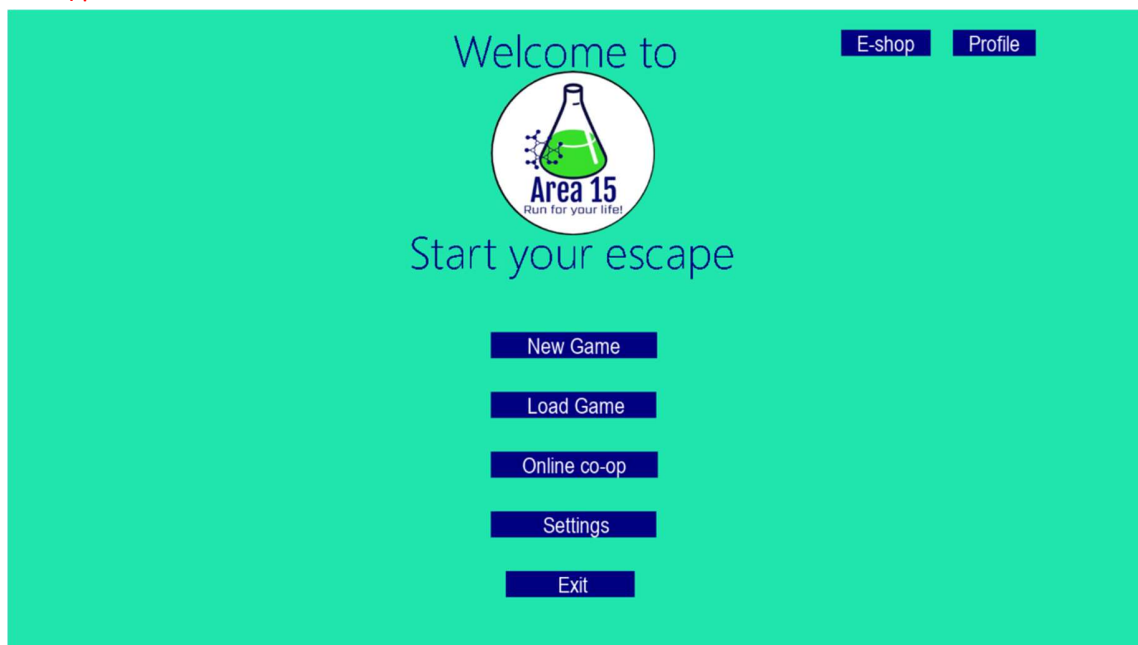 Welcome to
E-shop
Profile
Area 15
Run for your life!
Start your escape
New Game
Load Game
Online co-op
Settings
Exit